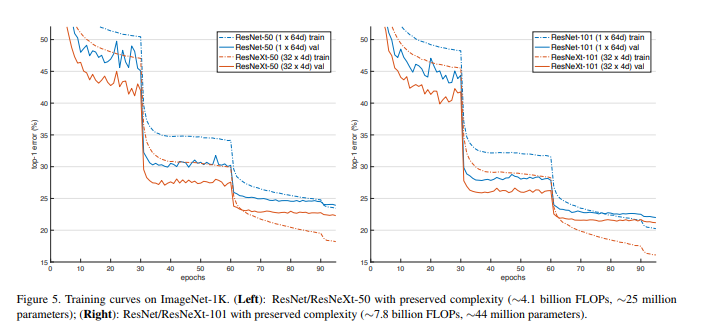 50
45
40
35
30
25
20
15
top-1 error (%)
0 10 20 30 40 50 60 70 80 90
epochs
ResNet-50 (1 x 64d) train
ResNet-50 (1 x 64d) val
ResNeXt-50 (32 x 4d) train
ResNeXt-50 (32 x 4d) val
50
45
40
35
30
25
20
15
top-1 error (%)
0 10 20 30 40 50 60 70 80 90
epochs
ResNet-101 (1 x 64d) train
ResNet-101 (1 x 64d) val
ResNeXt-101 (32 x 4d) train
ResNeXt-101 (32 x 4d) val
Figure 5. Training curves on ImageNet-1K. (Left): ResNet/ResNeXt-50 with preserved complexity (∼4.1 billion FLOPs, ∼25 million
parameters); (Right): ResNet/ResNeXt-101 with preserved complexity (∼7.8 billion FLOPs, ∼44 million parameters).